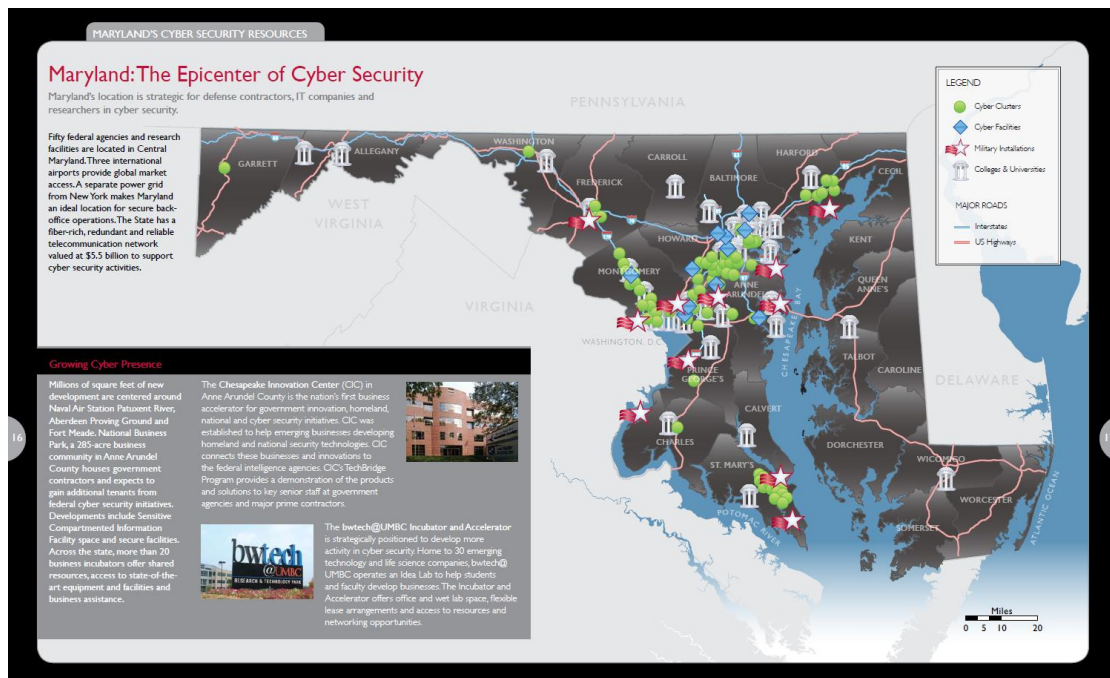 MARYLAND'S CYBER SECURITY RESOURCES
Maryland: The Epicenter of Cyber Security
Maryland's location is strategic for defense contractors, IT companies and
researchers in cyber security.
Fifty federal agencies and research
facilities are located in Central
Maryland. Three international
airports provide global market
access. A separate power grid
from New York makes Maryland
an ideal location for secure back-
office operations. The State has a
fiber-rich, redundant and reliable
telecommunication network
valued at $5.5 billion to support
cyber security activities.
PENNSYLVANIA
WEST
VIRGINIA
VIRGINIA
DELAWARE
WASHINGTON, D.C.
GARRETT
ALLEGANY
WASHINGTON
FREDERICK
CARROLL
BALTIMORE
HARFORD
CECIL
HOWARD
KENT
MONTGOMERY
ANNE
ARUNDEL
QUEEN
ANNE'S
PRINCE
GEORGE'S
TALBOT
CAROLINE
CALVERT
CHARLES
ST. MARY'S
DORCHESTER
WICOMICO
WORCESTER
SOMERSET
CHESAPEAKE BAY
POTOMAC RIVER
ATLANTIC OCEAN
LEGEND
Cyber Clusters
Cyber Facilities
Military Installations
Colleges & Universities
MAJOR ROADS
Interstates
US Highways
Miles
0 5 10 20
Growing Cyber Presence
Millions of square feet of new
development are centered around
Naval Air Station Patuxent River,
Aberdeen Proving Ground and
Fort Meade. National Business
Park, a 285-acre business
community in Anne Arundel
County houses government
contractors and expects to
gain additional tenants from
federal cyber security initiatives.
Developments include Sensitive
Compartmented Information
Facility space and secure facilities.
Across the state, more than 20
business incubators offer shared
resources, access to state-of-the-
art equipment and facilities and
business assistance.
The Chesapeake Innovation Center (CIC) in
Anne Arundel County is the nation's first business
accelerator for government innovation, homeland,
national and cyber security initiatives. CIC was
established to help emerging businesses developing
homeland and national security technologies. CIC
connects these businesses and innovations to
the federal intelligence agencies. CIC's TechBridge
Program provides a demonstration of the products
and solutions to key senior staff at government
agencies and major prime contractors.
bwtech
@UMBC
RESEARCH & TECHNOLOGY PARK
The bwtech@UMBC Incubator and Accelerator
is strategically positioned to develop more
activity in cyber security. Home to 30 emerging
technology and life science companies, bwtech@
UMBC operates an Idea Lab to help students
and faculty develop businesses. The Incubator and
Accelerator offers office and wet lab space, flexible
lease arrangements and access to resources and
networking opportunities.
16